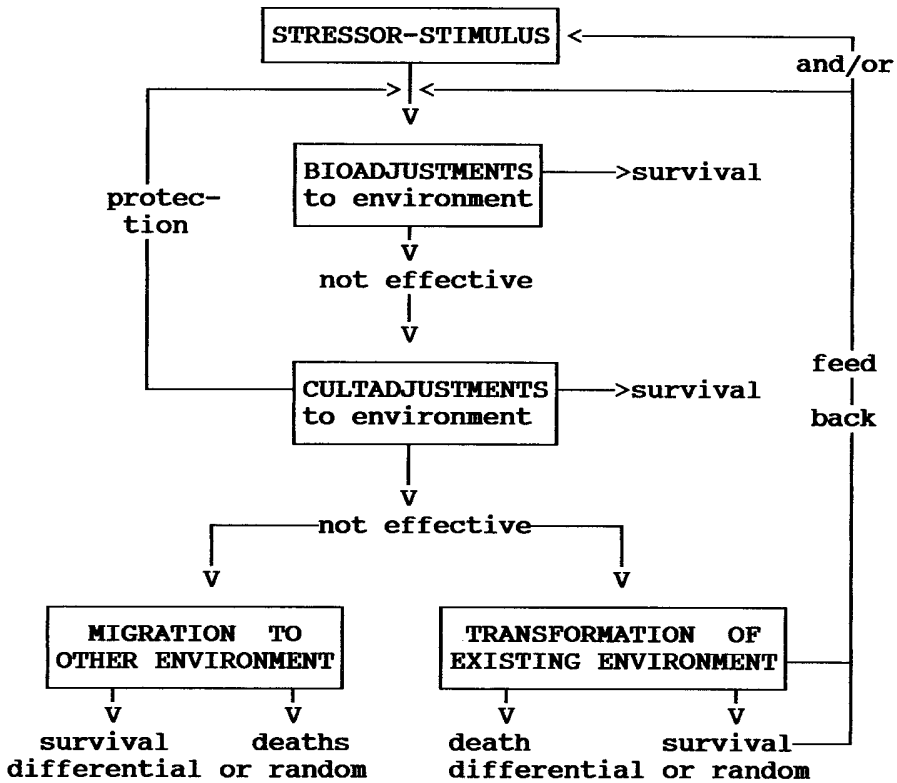 STRESSOR-STIMULUS
and/or
BIOADJUSTMENTS
to environment
survival
protec-
tion
not effective
feed
back
CULTADJUSTMENTS
to environment
survival
not effective
MIGRATION TO
OTHER ENVIRONMENT
TRANSFORMATION OF
EXISTING ENVIRONMENT
survival deaths
differential or random
death survival
differential or random